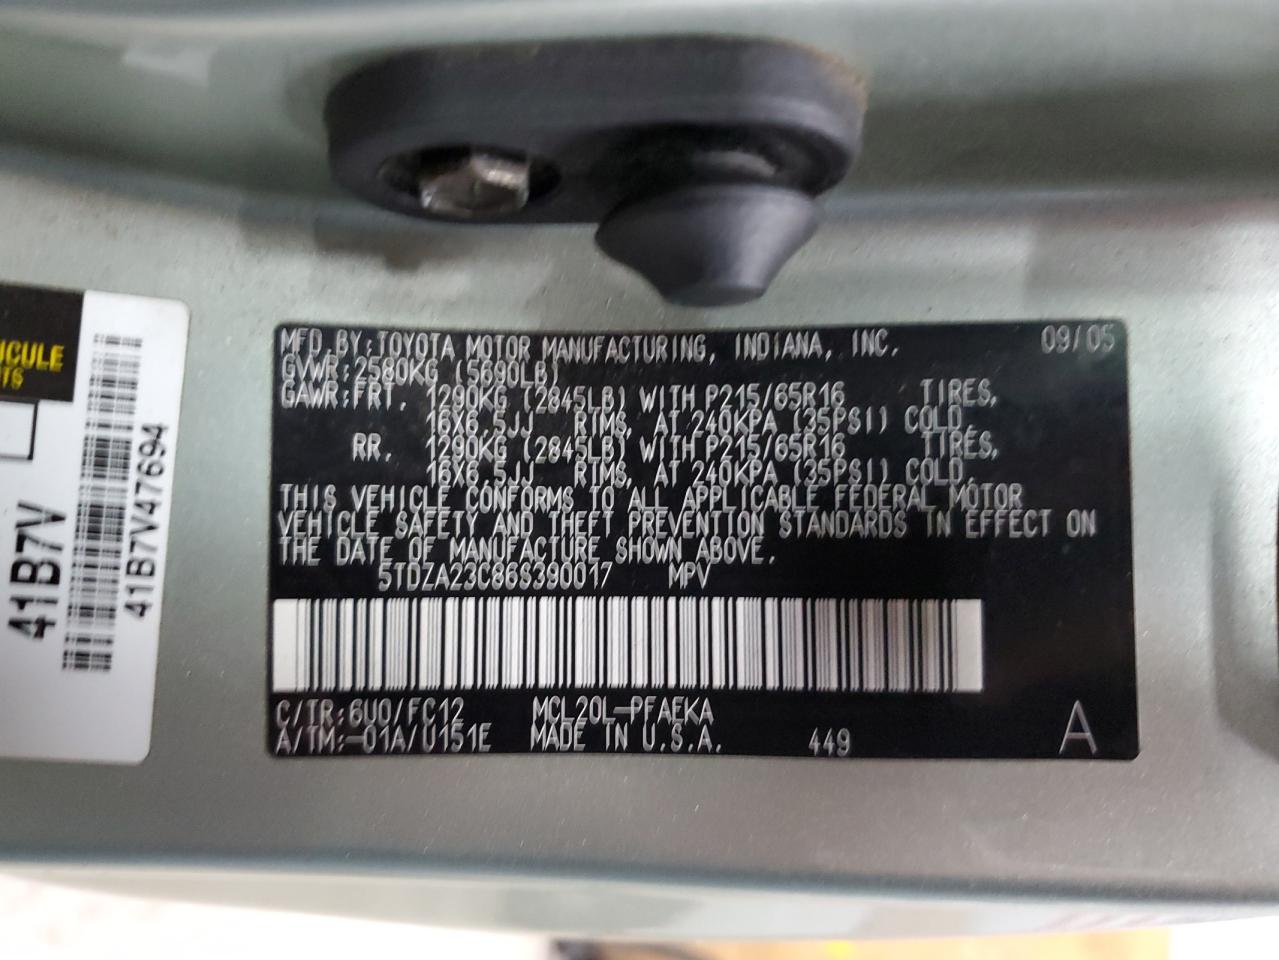 MFD. BY: TOYOTA MOTOR MANUFACTURING, INDIANA, INC. 09/05
GVWR: 2580KG (5690LB)
GAWR: FRT. 1290KG (2845LB) WITH P215/65R16 TIRES,
16X6.5JJ RIMS, AT 240KPA (35PSI) COLD.
RR. 1290KG (2845LB) WITH P215/65R16 TIRES,
16X6.5JJ RIMS, AT 240KPA (35PSI) COLD.
THIS VEHICLE CONFORMS TO ALL APPLICABLE FEDERAL MOTOR
VEHICLE SAFETY AND THEFT PREVENTION STANDARDS IN EFFECT ON
THE DATE OF MANUFACTURE SHOWN ABOVE.
5TDZA23C86S390017 MPV
C/TR: 6U0/FC12 MCL20L-PFAEKA
A/TM:-01A/U151E MADE IN U.S.A. 449 A
41B7V
41B7V47694